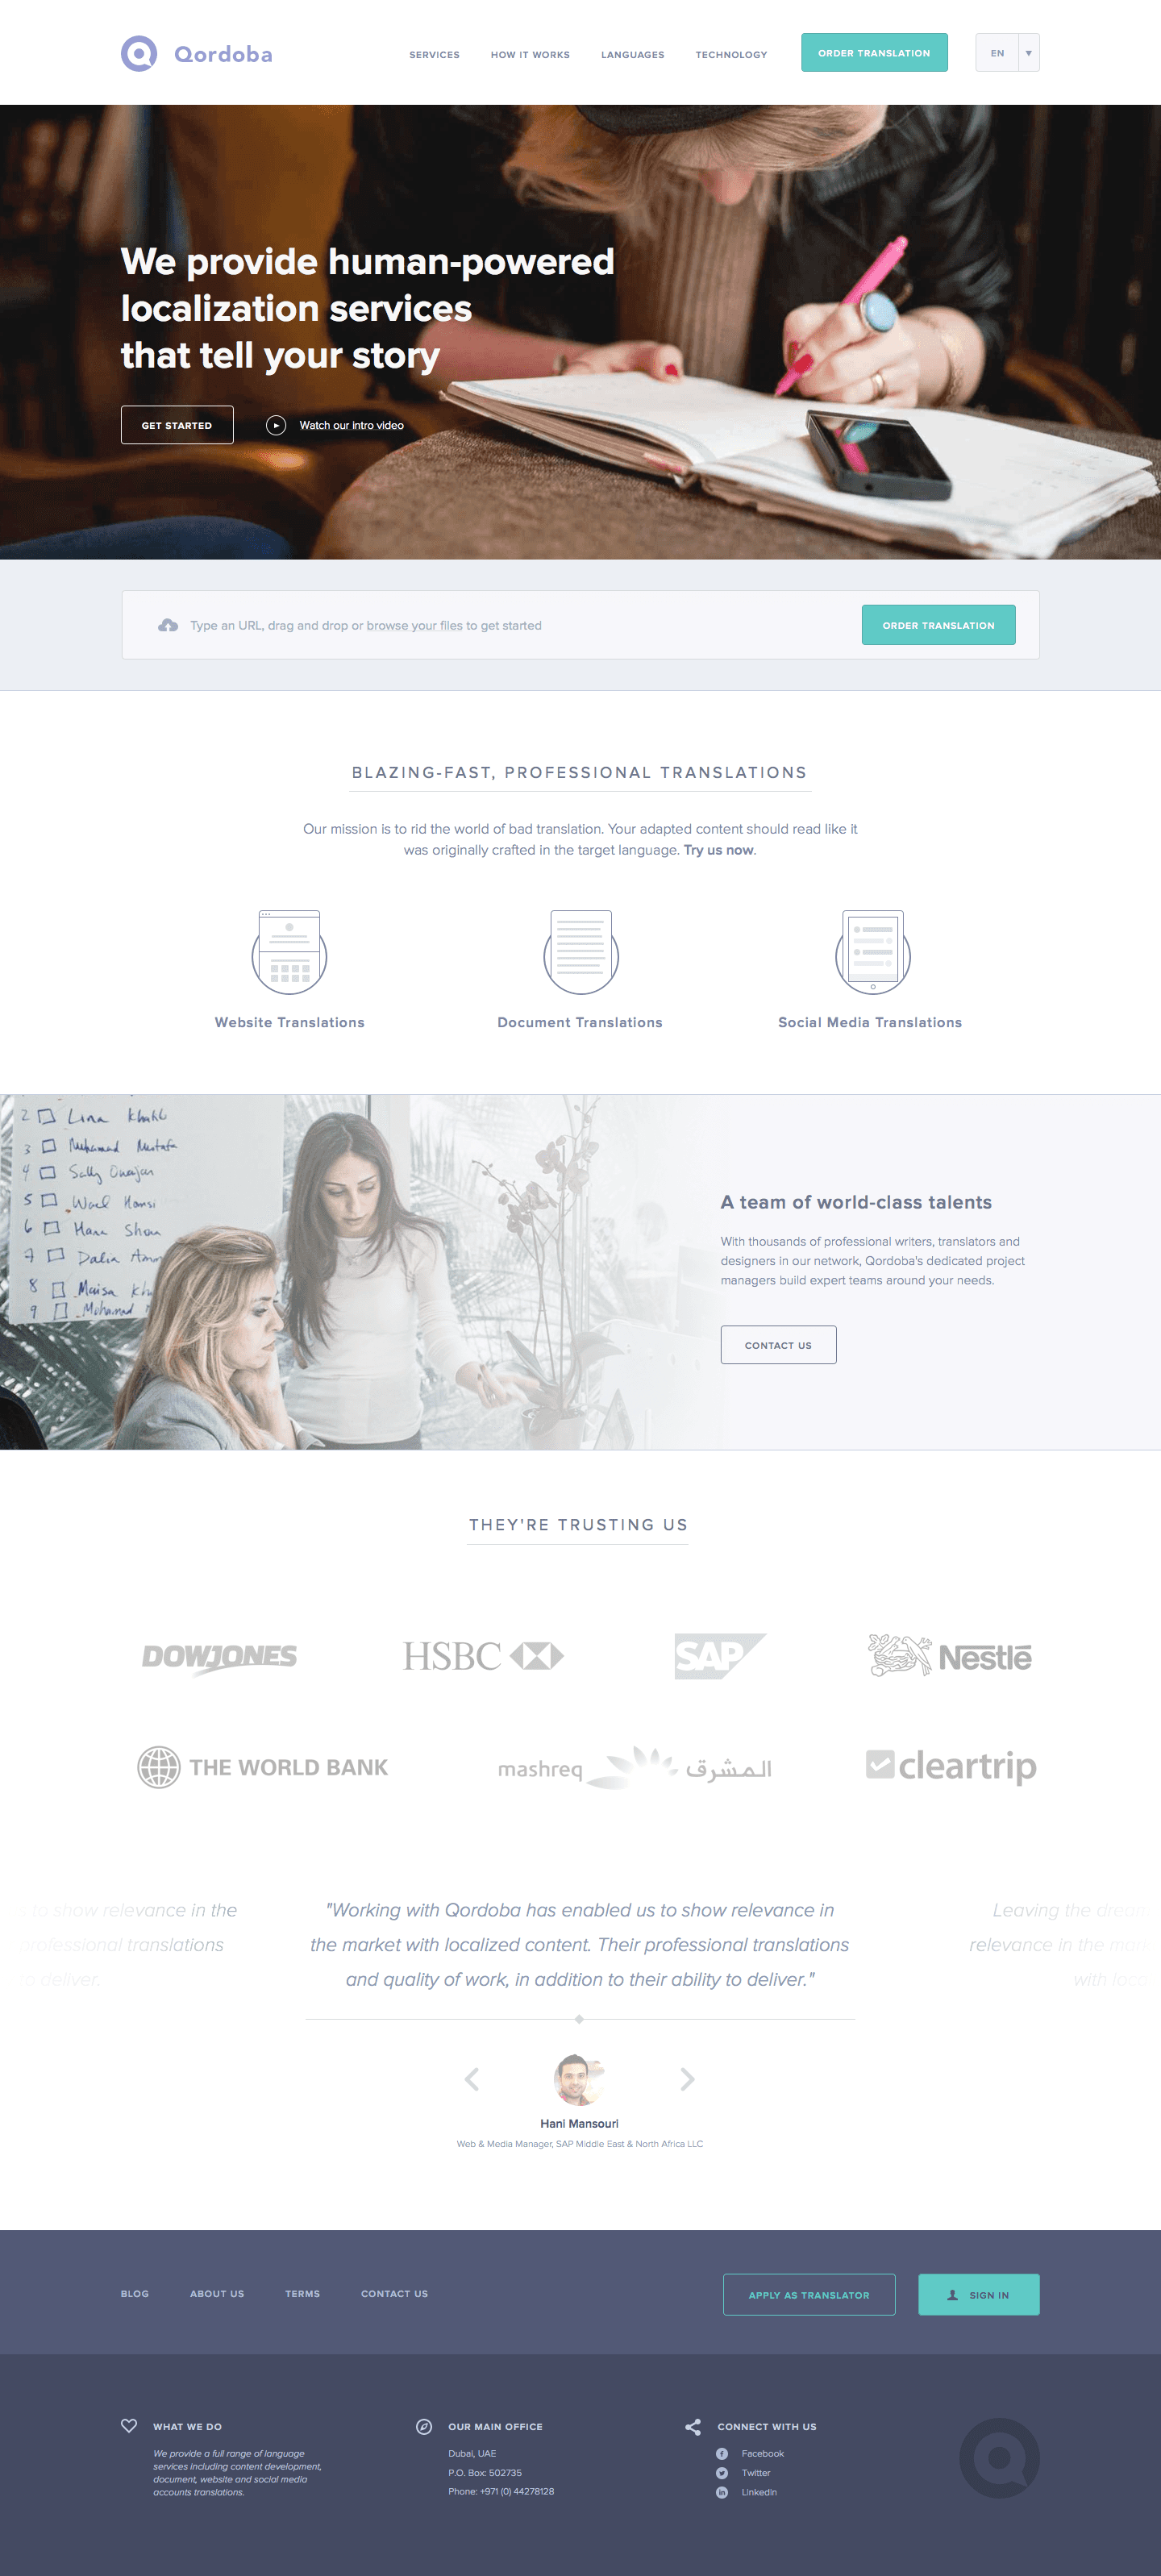 Qordoba
SERVICES
HOW IT WORKS
LANGUAGES
TECHNOLOGY
ORDER TRANSLATION
EN
We provide human-powered
localization services
that tell your story
GET STARTED
Watch our intro video
Type an URL, drag and drop or browse your files to get started
ORDER TRANSLATION
BLAZING-FAST, PROFESSIONAL TRANSLATIONS
Our mission is to rid the world of bad translation. Your adapted content should read like it
was originally crafted in the target language. Try us now.
Website Translations
Document Translations
Social Media Translations
2 Lina
3 Muhamad Mustafa
4 Sally
5 Wael
6 Hana
7 Dalia
8 Maisa
9 Mohamad
A team of world-class talents
With thousands of professional writers, translators and
designers in our network, Qordoba's dedicated project
managers build expert teams around your needs.
CONTACT US
THEY'RE TRUSTING US
DOWJONES
HSBC
SAP
Nestlé
THE WORLD BANK
mashreq
المشرق
cleartrip
to show relevance in the
professional translations
deliver.
"Working with Qordoba has enabled us to show relevance in
the market with localized content. Their professional translations
and quality of work, in addition to their ability to deliver."
Leaving the
relevance in the
with
Hani Mansouri
Web & Media Manager, SAP Middle East & North Africa LLC
BLOG
ABOUT US
TERMS
CONTACT US
APPLY AS TRANSLATOR
SIGN IN
WHAT WE DO
We provide a full range of language
services including content development,
document, website and social media
accounts translations.
OUR MAIN OFFICE
Dubai, UAE
P.O. Box: 502735
Phone: +971 (0) 44278128
CONNECT WITH US
Facebook
Twitter
LinkedIn